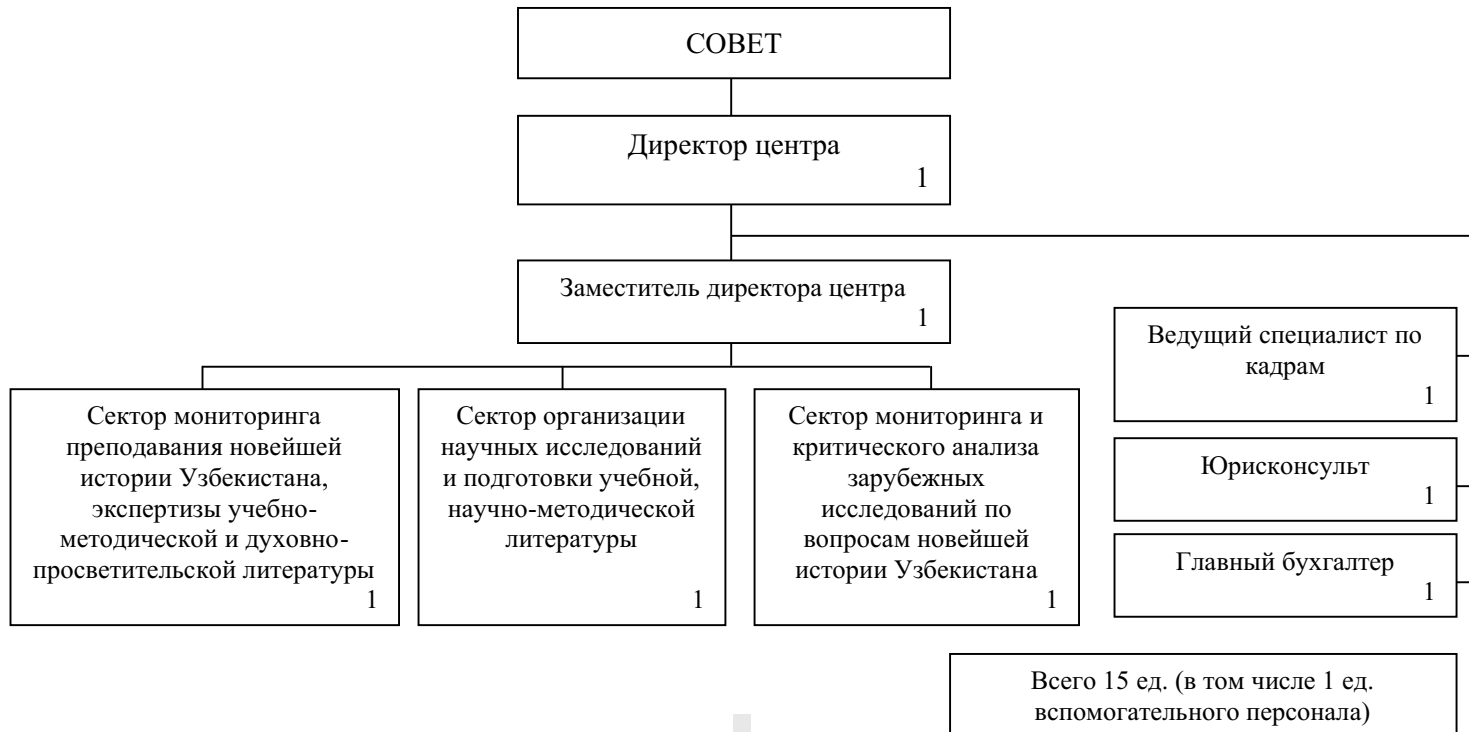 СОВЕТ
Директор центра
1
Заместитель директора центра
1
Ведущий специалист по
кадрам
1
Юрисконсульт
1
Главный бухгалтер
1
Сектор мониторинга
преподавания новейшей
истории Узбекистана,
экспертизы учебно-
методической и духовно-
просветительской литературы
1
Сектор организации
научных исследований
и подготовки учебной,
научно-методической
литературы
1
Сектор мониторинга и
критического анализа
зарубежных
исследований по
вопросам новейшей
истории Узбекистана
1
Всего 15 ед. (в том числе 1 ед.
вспомогательного персонала)